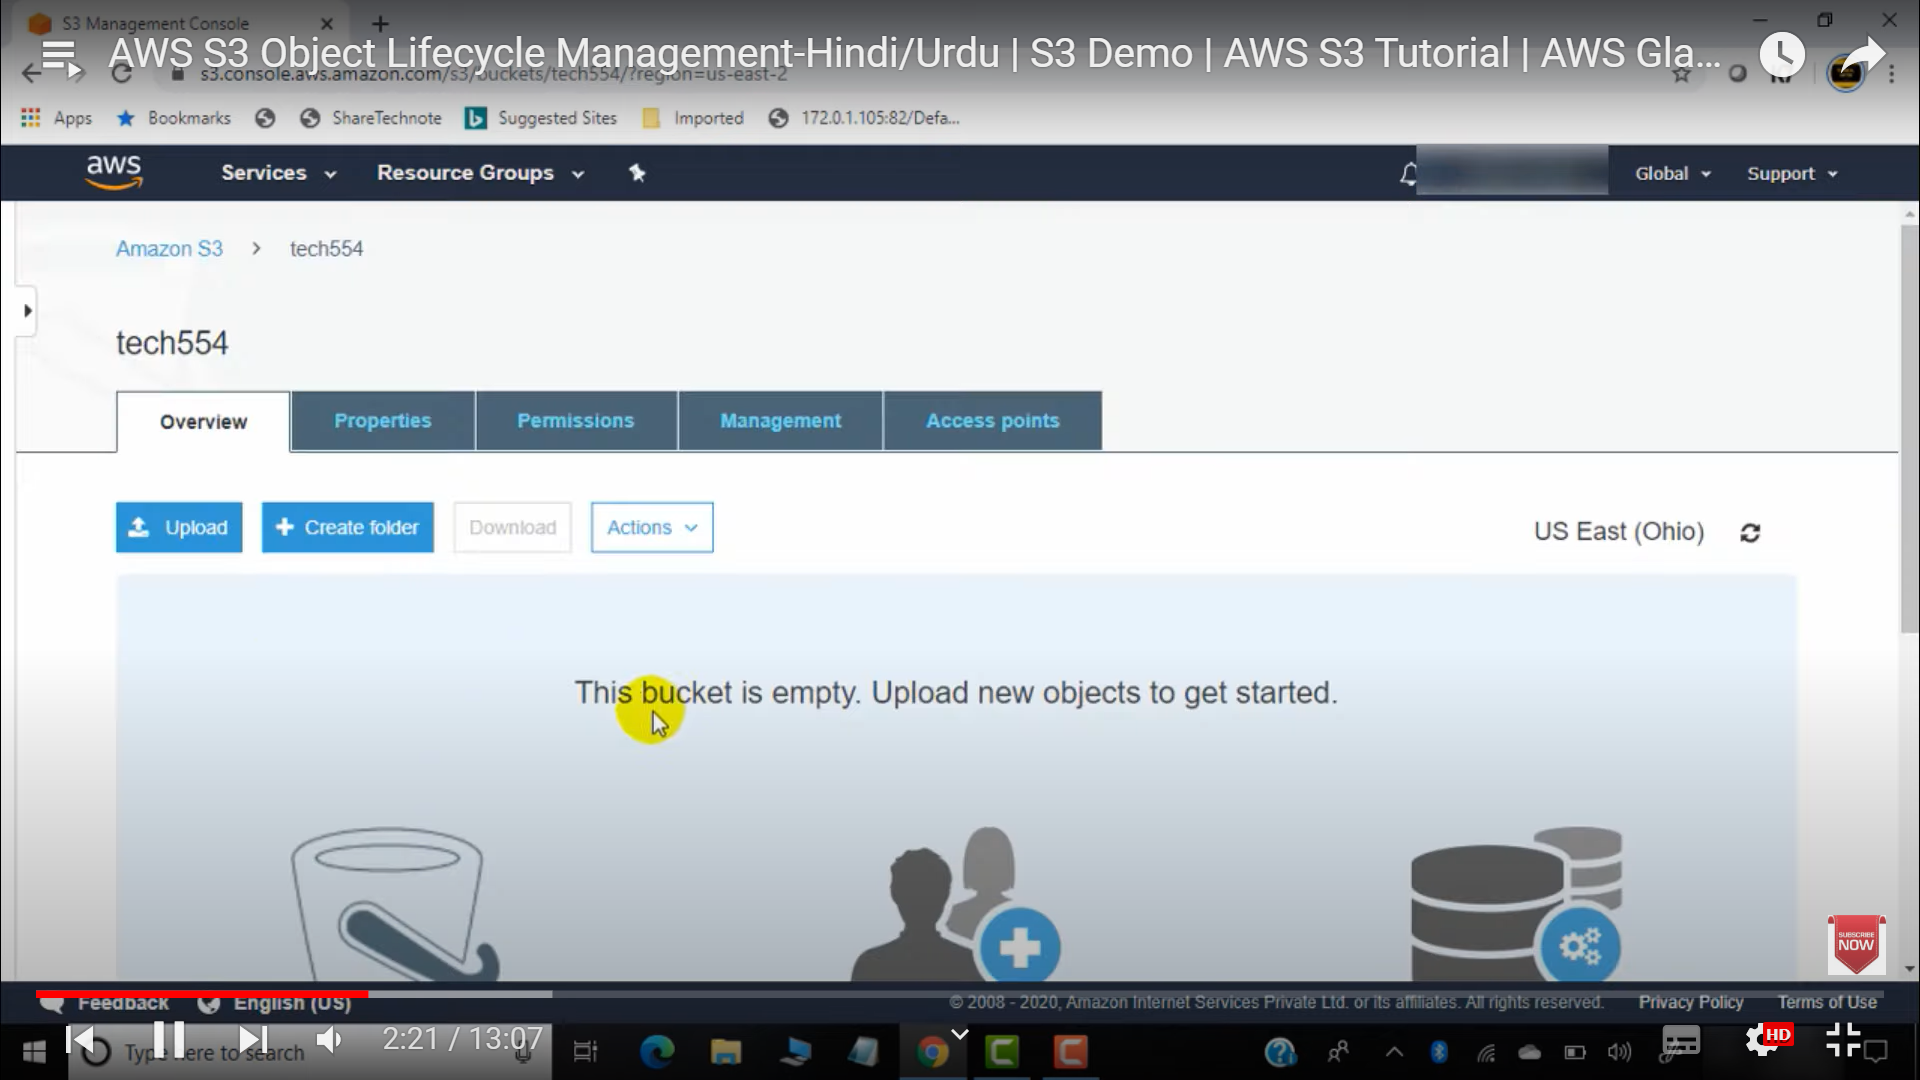 S3 Management Console
AWS S3 Object Lifecycle Management-Hindi/Urdu | S3 Demo | AWS S3 Tutorial | AWS Gla...
s3.console.aws.amazon.com/s3/buckets/tech554/?region=us-east-2
Apps Bookmarks ShareTechnote Suggested Sites Imported 172.0.1.105:82/Defa...
aws Services Resource Groups Global Support
Amazon S3 > tech554
tech554
Overview Properties Permissions Management Access points
Upload Create folder Download Actions
US East (Ohio)
This bucket is empty. Upload new objects to get started.
SUBSCRIBE
NOW
Feedback English (US) © 2008 - 2020, Amazon Internet Services Private Ltd. or its affiliates. All rights reserved. Privacy Policy Terms of Use
Type here to search
2:21 / 13:07
HD